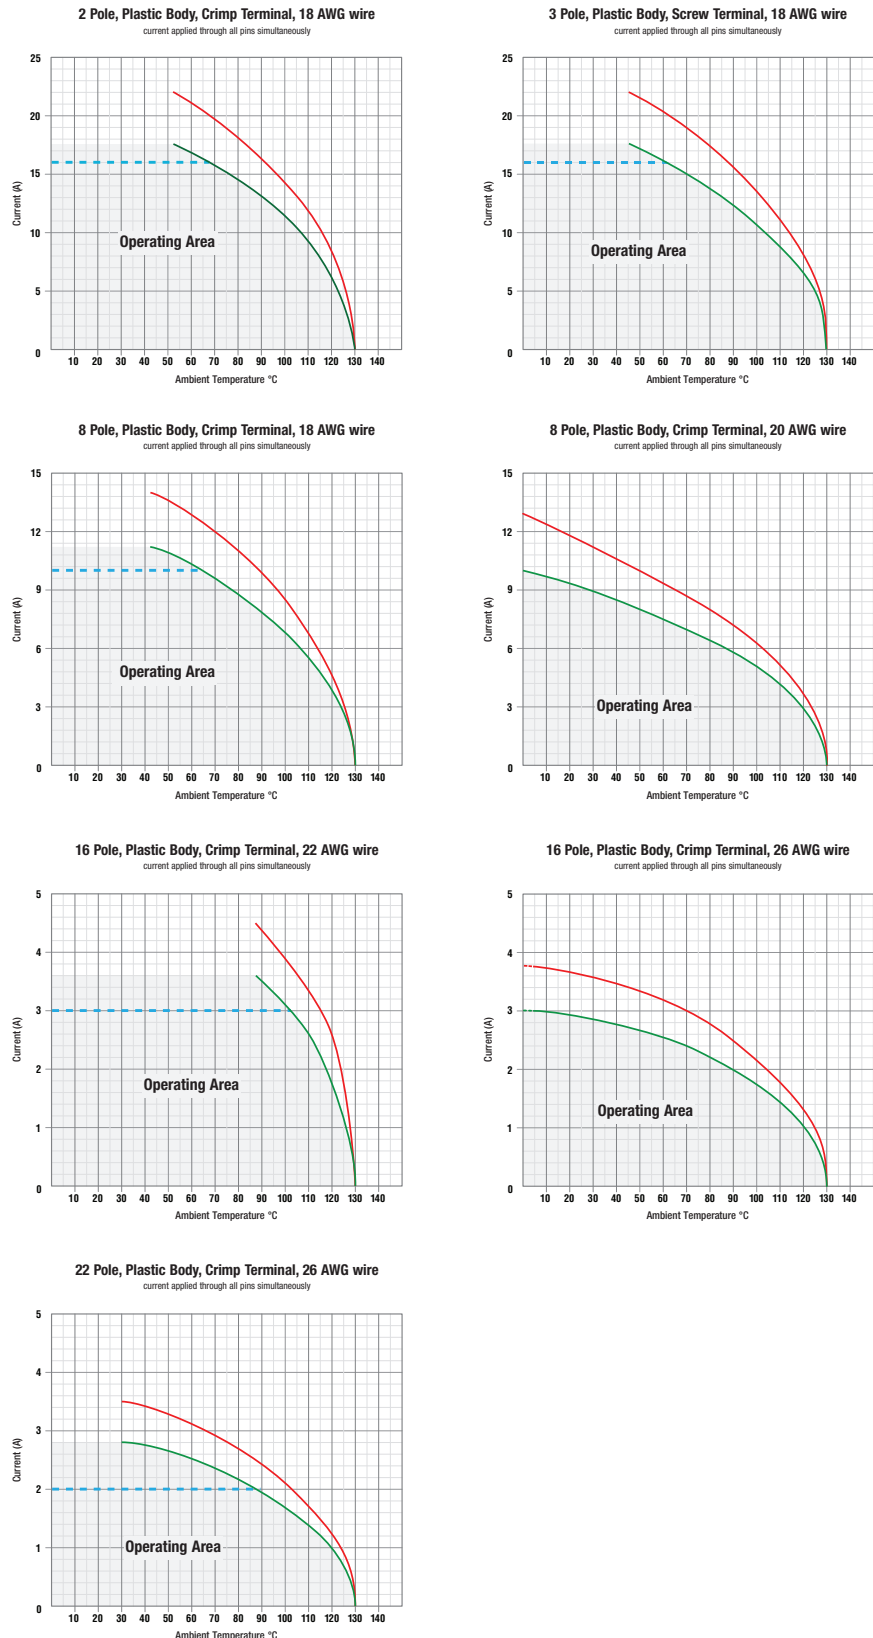 2 Pole, Plastic Body, Crimp Terminal, 18 AWG wire
current applied through all pins simultaneously
25
20
15
10
5
0
Current (A)
Operating Area
10 20 30 40 50 60 70 80 90 100 110 120 130 140
Ambient Temperature °C
3 Pole, Plastic Body, Screw Terminal, 18 AWG wire
current applied through all pins simultaneously
25
20
15
10
5
0
Current (A)
Operating Area
10 20 30 40 50 60 70 80 90 100 110 120 130 140
Ambient Temperature °C
8 Pole, Plastic Body, Crimp Terminal, 18 AWG wire
current applied through all pins simultaneously
15
12
9
6
3
0
Current (A)
Operating Area
10 20 30 40 50 60 70 80 90 100 110 120 130 140
Ambient Temperature °C
8 Pole, Plastic Body, Crimp Terminal, 20 AWG wire
current applied through all pins simultaneously
15
12
9
6
3
0
Current (A)
Operating Area
10 20 30 40 50 60 70 80 90 100 110 120 130 140
Ambient Temperature °C
16 Pole, Plastic Body, Crimp Terminal, 22 AWG wire
current applied through all pins simultaneously
5
4
3
2
1
0
Current (A)
Operating Area
10 20 30 40 50 60 70 80 90 100 110 120 130 140
Ambient Temperature °C
16 Pole, Plastic Body, Crimp Terminal, 26 AWG wire
current applied through all pins simultaneously
5
4
3
2
1
0
Current (A)
Operating Area
10 20 30 40 50 60 70 80 90 100 110 120 130 140
Ambient Temperature °C
22 Pole, Plastic Body, Crimp Terminal, 26 AWG wire
current applied through all pins simultaneously
5
4
3
2
1
0
Current (A)
Operating Area
10 20 30 40 50 60 70 80 90 100 110 120 130 140
Ambient Temperature °C